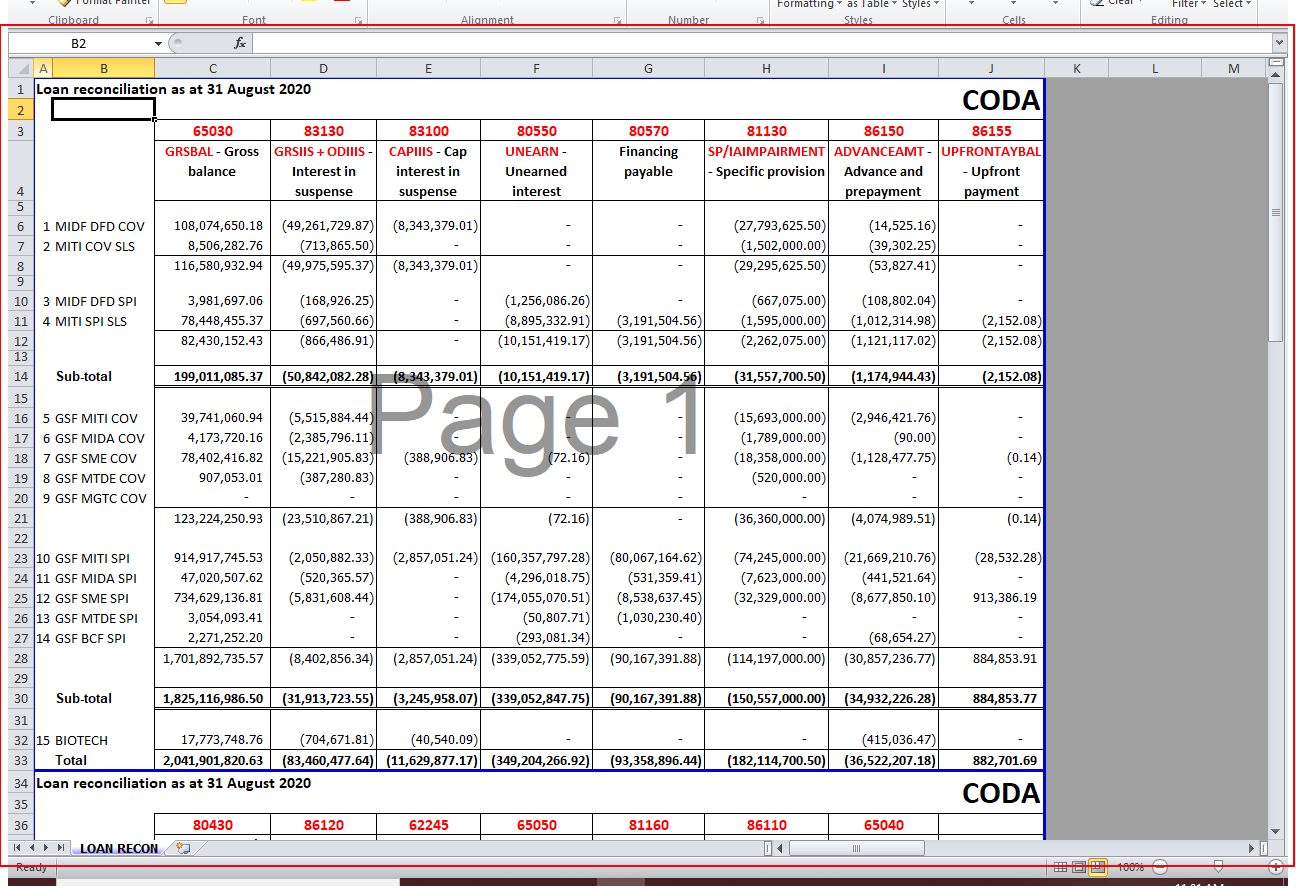 Format Painter
Formatting as Table Styles Clear Filter Select
Clipboard Font Alignment Number Styles Cells Editing
B2 fx
A B C D E F G H I J K L M
1 Loan reconciliation as at 31 August 2020
2 CODA
3 65030 83130 83100 80550 80570 81130 86150 86155
GRSBAL - Gross GRSIIS + ODIIIS - CAPIIIS - Cap UNEARN - Financing SP/IAIMPAIRMENT ADVANCEAMT - UPFRONTAYBAL
balance Interest in interest in Unearned payable - Specific provision Advance and - Upfront
4 suspense suspense interest prepayment payment
5
6 1 MIDF DFD COV 108,074,650.18 (49,261,729.87) (8,343,379.01) - - (27,793,625.50) (14,525.16) -
7 2 MITI COV SLS 8,506,282.76 (713,865.50) - - - (1,502,000.00) (39,302.25) -
8 116,580,932.94 (49,975,595.37) (8,343,379.01) - - (29,295,625.50) (53,827.41) -
9
10 3 MIDF DFD SPI 3,981,697.06 (168,926.25) - (1,256,086.26) - (667,075.00) (108,802.04) -
11 4 MITI SPI SLS 78,448,455.37 (697,560.66) - (8,895,332.91) (3,191,504.56) (1,595,000.00) (1,012,314.98) (2,152.08)
12 82,430,152.43 (866,486.91) - (10,151,419.17) (3,191,504.56) (2,262,075.00) (1,121,117.02) (2,152.08)
13
14 Sub-total 199,011,085.37 (50,842,082.28) (8,343,379.01) (10,151,419.17) (3,191,504.56) (31,557,700.50) (1,174,944.43) (2,152.08)
15
Page 1
16 5 GSF MITI COV 39,741,060.94 (5,515,884.44) - - - (15,693,000.00) (2,946,421.76) -
17 6 GSF MIDA COV 4,173,720.16 (2,385,796.11) - - - (1,789,000.00) (90.00) -
18 7 GSF SME COV 78,402,416.82 (15,221,905.83) (388,906.83) (72.16) - (18,358,000.00) (1,128,477.75) (0.14)
19 8 GSF MTDE COV 907,053.01 (387,280.83) - - - (520,000.00) - -
20 9 GSF MGTC COV - - - - - - - -
21 123,224,250.93 (23,510,867.21) (388,906.83) (72.16) - (36,360,000.00) (4,074,989.51) (0.14)
22
23 10 GSF MITI SPI 914,917,745.53 (2,050,882.33) (2,857,051.24) (160,357,797.28) (80,067,164.62) (74,245,000.00) (21,669,210.76) (28,532.28)
24 11 GSF MIDA SPI 47,020,507.62 (520,365.57) - (4,296,018.75) (531,359.41) (7,623,000.00) (441,521.64) -
25 12 GSF SME SPI 734,629,136.81 (5,831,608.44) - (174,055,070.51) (8,538,637.45) (32,329,000.00) (8,677,850.10) 913,386.19
26 13 GSF MTDE SPI 3,054,093.41 - - (50,807.71) (1,030,230.40) - - -
27 14 GSF BCF SPI 2,271,252.20 - - (293,081.34) - - (68,654.27) -
28 1,701,892,735.57 (8,402,856.34) (2,857,051.24) (339,052,775.59) (90,167,391.88) (114,197,000.00) (30,857,236.77) 884,853.91
29
30 Sub-total 1,825,116,986.50 (31,913,723.55) (3,245,958.07) (339,052,847.75) (90,167,391.88) (150,557,000.00) (34,932,226.28) 884,853.77
31
32 15 BIOTECH 17,773,748.76 (704,671.81) (40,540.09) - - - (415,036.47) -
33 Total 2,041,901,820.63 (83,460,477.64) (11,629,877.17) (349,204,266.92) (93,358,896.44) (182,114,700.50) (36,522,207.18) 882,701.69
34 Loan reconciliation as at 31 August 2020
35 CODA
36 80430 86120 62245 65050 81160 86110 65040
LOAN RECON
Ready 100%